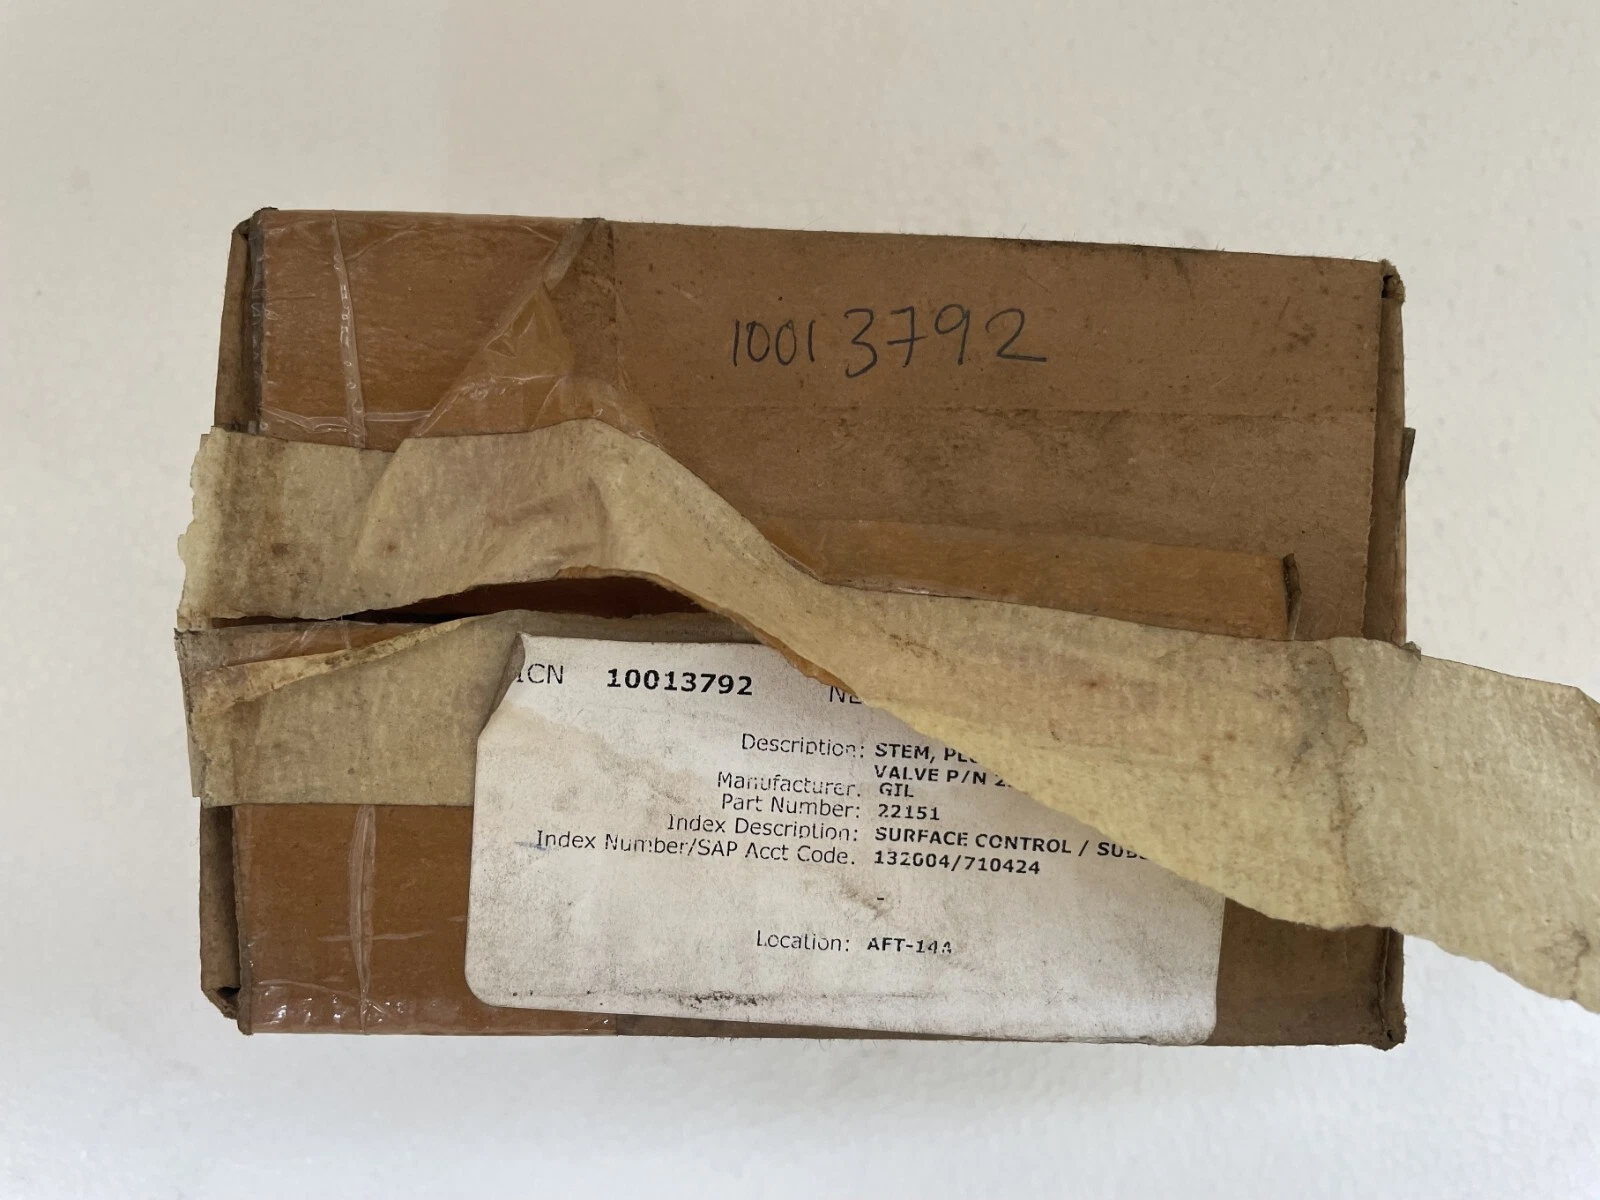 10013792
ICN 10013792
Description: STEM,
VALVE P/N
Manufacturer: GIL
Part Number: 22151
Index Description: SURFACE CONTROL /
Index Number/SAP Acct Code: 132004/710424
-
Location: AFT-14A